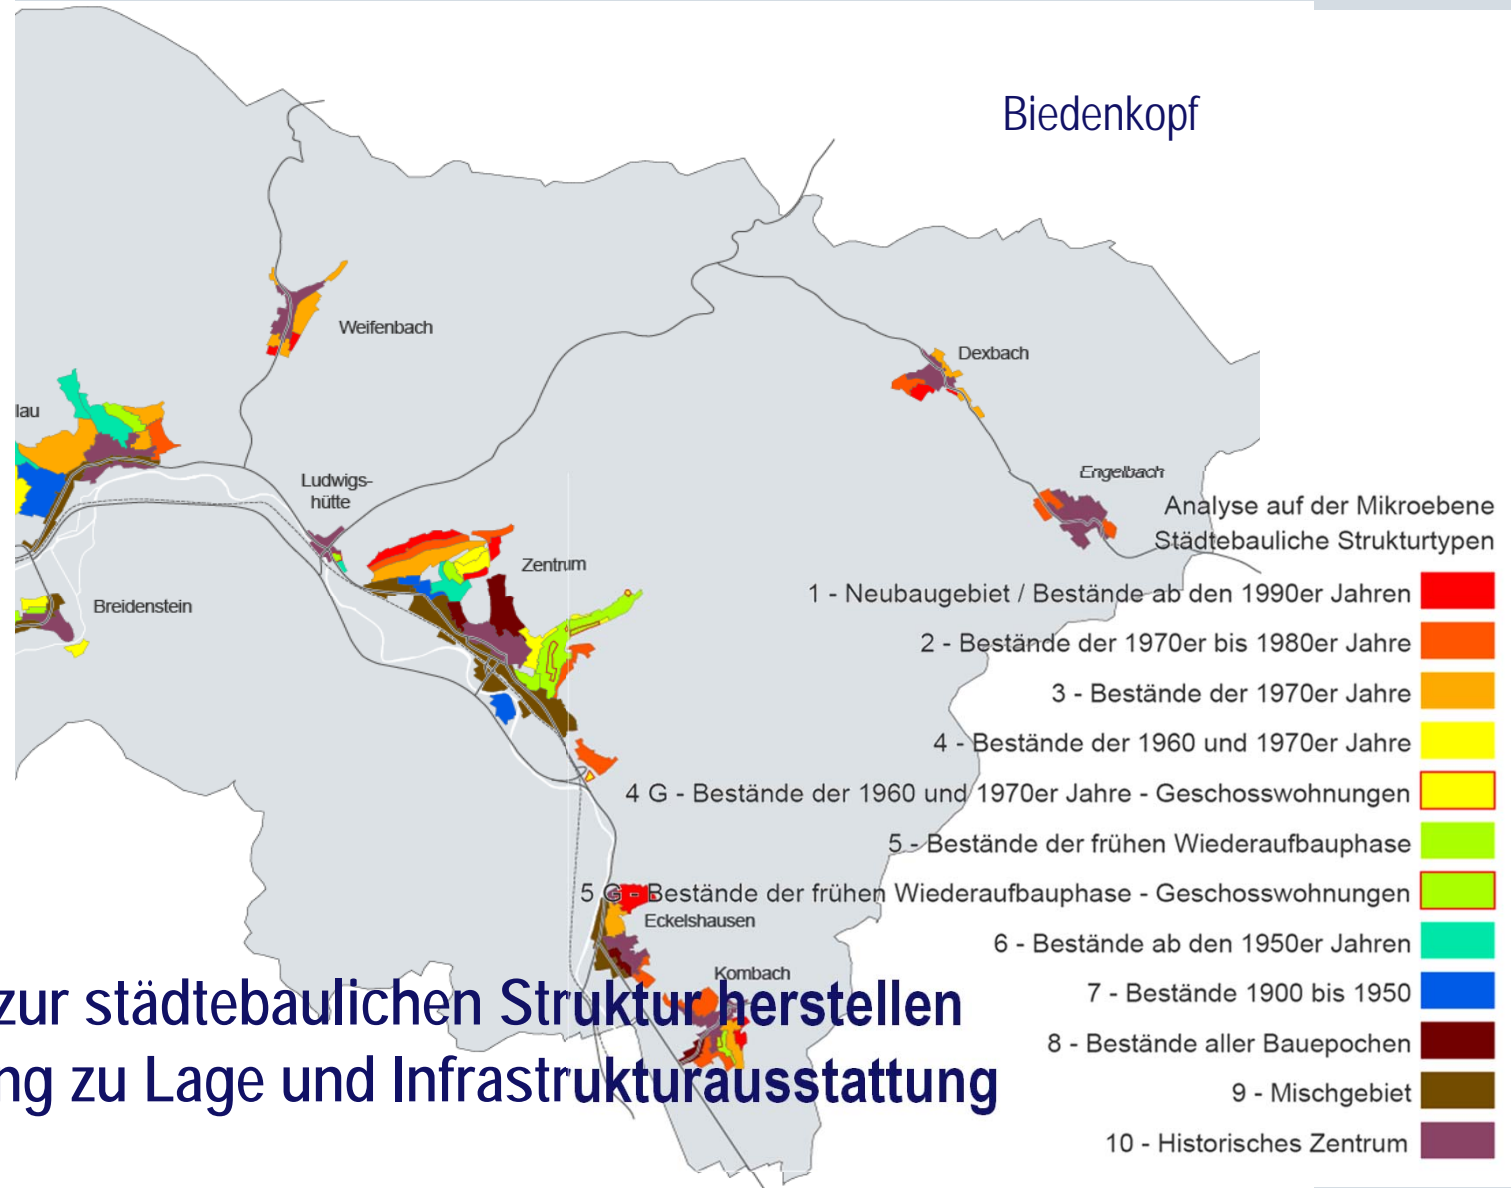 Biedenkopf
Weifenbach
Dexbach
lau
Engelbach
Ludwigs-
hütte
Analyse auf der Mikroebene
Städtebauliche Strukturtypen
Zentrum
1 - Neubaugebiet / Bestände ab den 1990er Jahren
Breidenstein
2 - Bestände der 1970er bis 1980er Jahre
3 - Bestände der 1970er Jahre
4 - Bestände der 1960 und 1970er Jahre
4 G - Bestände der 1960 und 1970er Jahre - Geschosswohnungen
5 - Bestände der frühen Wiederaufbauphase
5 G - Bestände der frühen Wiederaufbauphase - Geschosswohnungen
Eckelshausen
6 - Bestände ab den 1950er Jahren
Kombach
7 - Bestände 1900 bis 1950
zur städtebaulichen Struktur herstellen
8 - Bestände aller Bauepochen
ng zu Lage und Infrastrukturausstattung
9 - Mischgebiet
10 - Historisches Zentrum